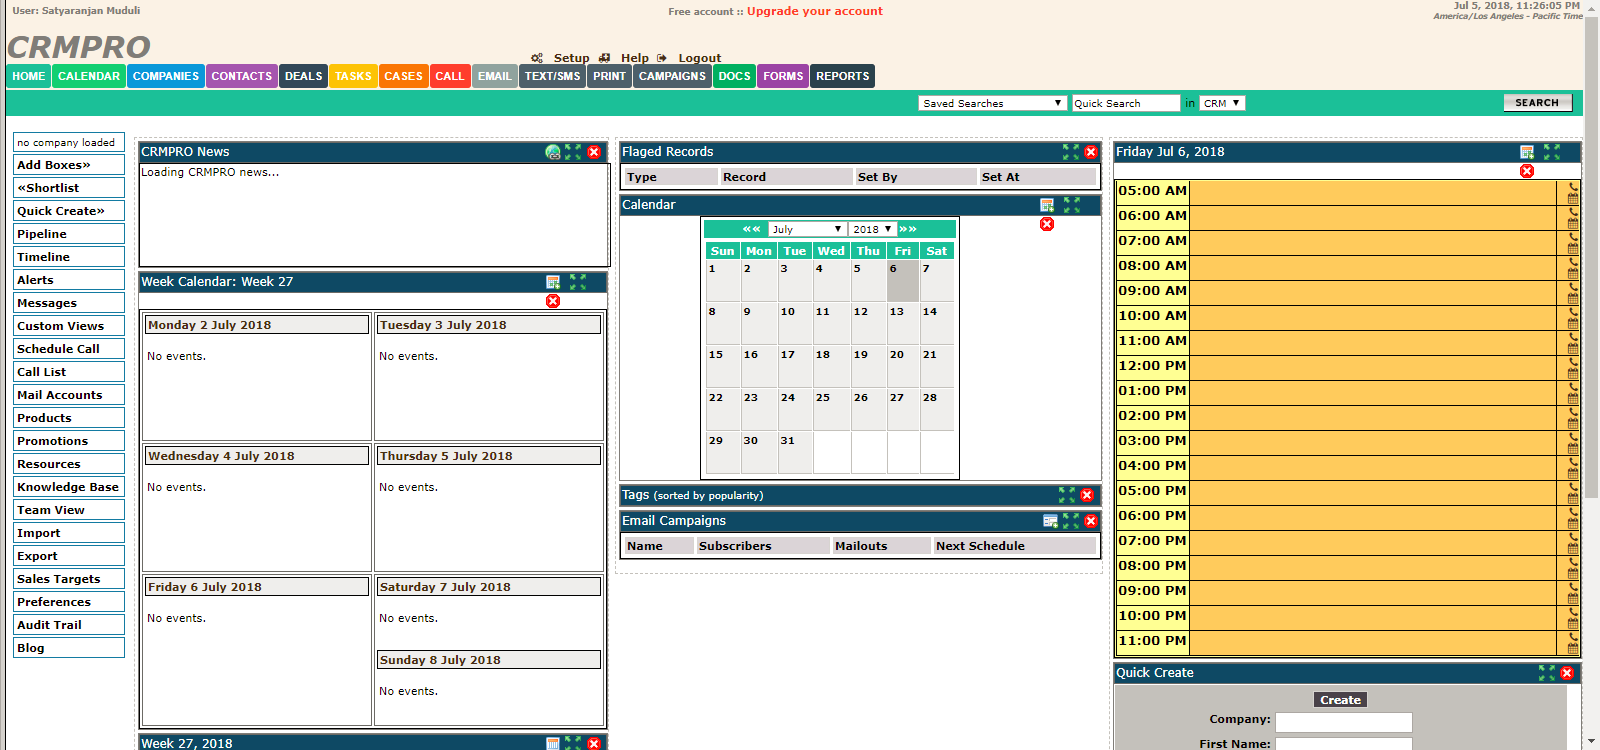 User: Satyaranjan Muduli
Free account :: Upgrade your account
Jul 5, 2018, 11:26:05 PM
America/Los Angeles - Pacific Time
CRMPRO
Setup Help Logout
HOME CALENDAR COMPANIES CONTACTS DEALS TASKS CASES CALL EMAIL TEXT/SMS PRINT CAMPAIGNS DOCS FORMS REPORTS
Saved Searches Quick Search in CRM SEARCH
no company loaded
Add Boxes»
«Shortlist
Quick Create»
Pipeline
Timeline
Alerts
Messages
Custom Views
Schedule Call
Call List
Mail Accounts
Products
Promotions
Resources
Knowledge Base
Team View
Import
Export
Sales Targets
Preferences
Audit Trail
Blog
CRMPRO News
Loading CRMPRO news...
Week Calendar: Week 27
Monday 2 July 2018 Tuesday 3 July 2018
No events. No events.
Wednesday 4 July 2018 Thursday 5 July 2018
No events. No events.
Friday 6 July 2018 Saturday 7 July 2018
No events. No events.
Sunday 8 July 2018
No events.
Week 27, 2018
Flaged Records
Type Record Set By Set At
Calendar
«« July 2018 »»
Sun Mon Tue Wed Thu Fri Sat
1 2 3 4 5 6 7
8 9 10 11 12 13 14
15 16 17 18 19 20 21
22 23 24 25 26 27 28
29 30 31
Tags (sorted by popularity)
Email Campaigns
Name Subscribers Mailouts Next Schedule
Friday Jul 6, 2018
05:00 AM
06:00 AM
07:00 AM
08:00 AM
09:00 AM
10:00 AM
11:00 AM
12:00 PM
01:00 PM
02:00 PM
03:00 PM
04:00 PM
05:00 PM
06:00 PM
07:00 PM
08:00 PM
09:00 PM
10:00 PM
11:00 PM
Quick Create
Create
Company:
First Name: